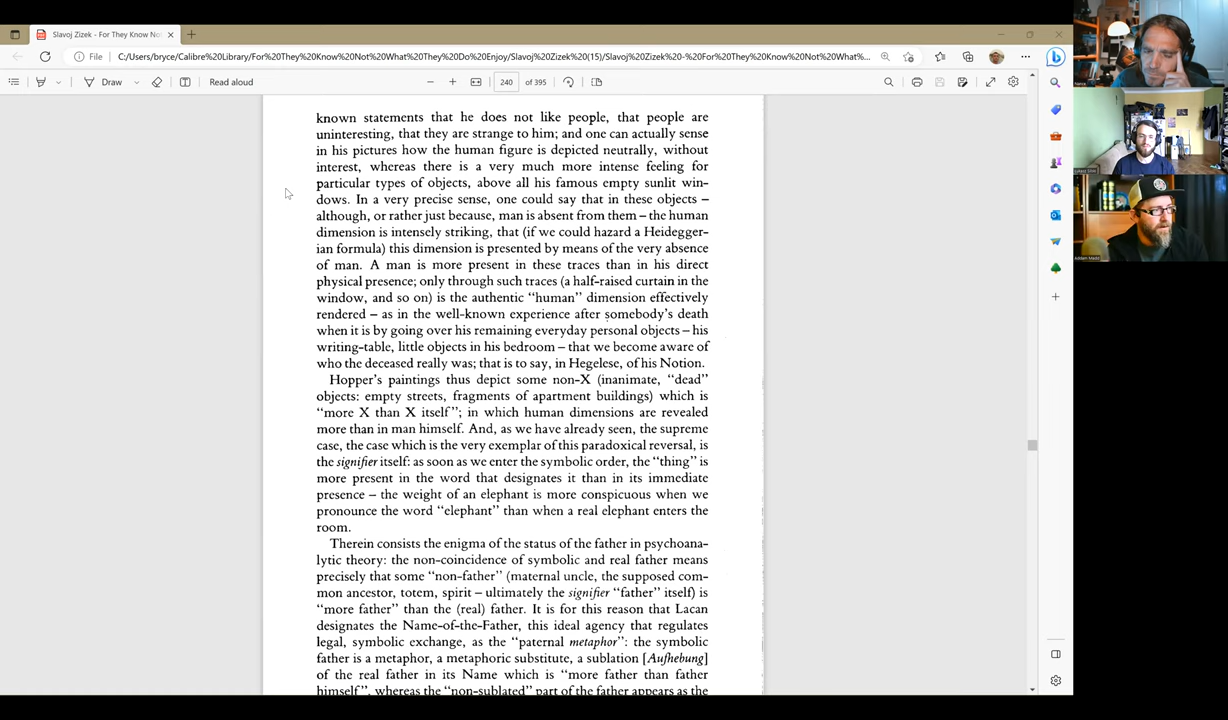 Slavoj Zizek - For They Know No
File
C:/Users/bryce/Calibre%20Library/For%20They%20Know%20Not%20What%20They%20Do%20Enjoy/Slavoj%20Zizek%20(15)/Slavoj%20Zizek%20-%20For%20They%20Know%20Not%20What%...
Draw
Read aloud
240 of 395
known statements that he does not like people, that people are
uninteresting, that they are strange to him; and one can actually sense
in his pictures how the human figure is depicted neutrally, without
interest, whereas there is a very much more intense feeling for
particular types of objects, above all his famous empty sunlit win-
dows. In a very precise sense, one could say that in these objects –
although, or rather just because, man is absent from them – the human
dimension is intensely striking, that (if we could hazard a Heidegger-
ian formula) this dimension is presented by means of the very absence
of man. A man is more present in these traces than in his direct
physical presence; only through such traces (a half-raised curtain in the
window, and so on) is the authentic “human” dimension effectively
rendered – as in the well-known experience after somebody’s death
when it is by going over his remaining everyday personal objects – his
writing-table, little objects in his bedroom – that we become aware of
who the deceased really was; that is to say, in Hegelese, of his Notion.
Hopper’s paintings thus depict some non-X (inanimate, “dead”
objects: empty streets, fragments of apartment buildings) which is
“more X than X itself”; in which human dimensions are revealed
more than in man himself. And, as we have already seen, the supreme
case, the case which is the very exemplar of this paradoxical reversal, is
the signifier itself: as soon as we enter the symbolic order, the “thing” is
more present in the word that designates it than in its immediate
presence – the weight of an elephant is more conspicuous when we
pronounce the word “elephant” than when a real elephant enters the
room.
Therein consists the enigma of the status of the father in psychoana-
lytic theory: the non-coincidence of symbolic and real father means
precisely that some “non-father” (maternal uncle, the supposed com-
mon ancestor, totem, spirit – ultimately the signifier “father” itself) is
“more father” than the (real) father. It is for this reason that Lacan
designates the Name-of-the-Father, this ideal agency that regulates
legal, symbolic exchange, as the “paternal metaphor”: the symbolic
father is a metaphor, a metaphoric substitute, a sublation [Aufhebung]
of the real father in its Name which is “more father than father
himself”, whereas the “non-sublated” part of the father appears as the